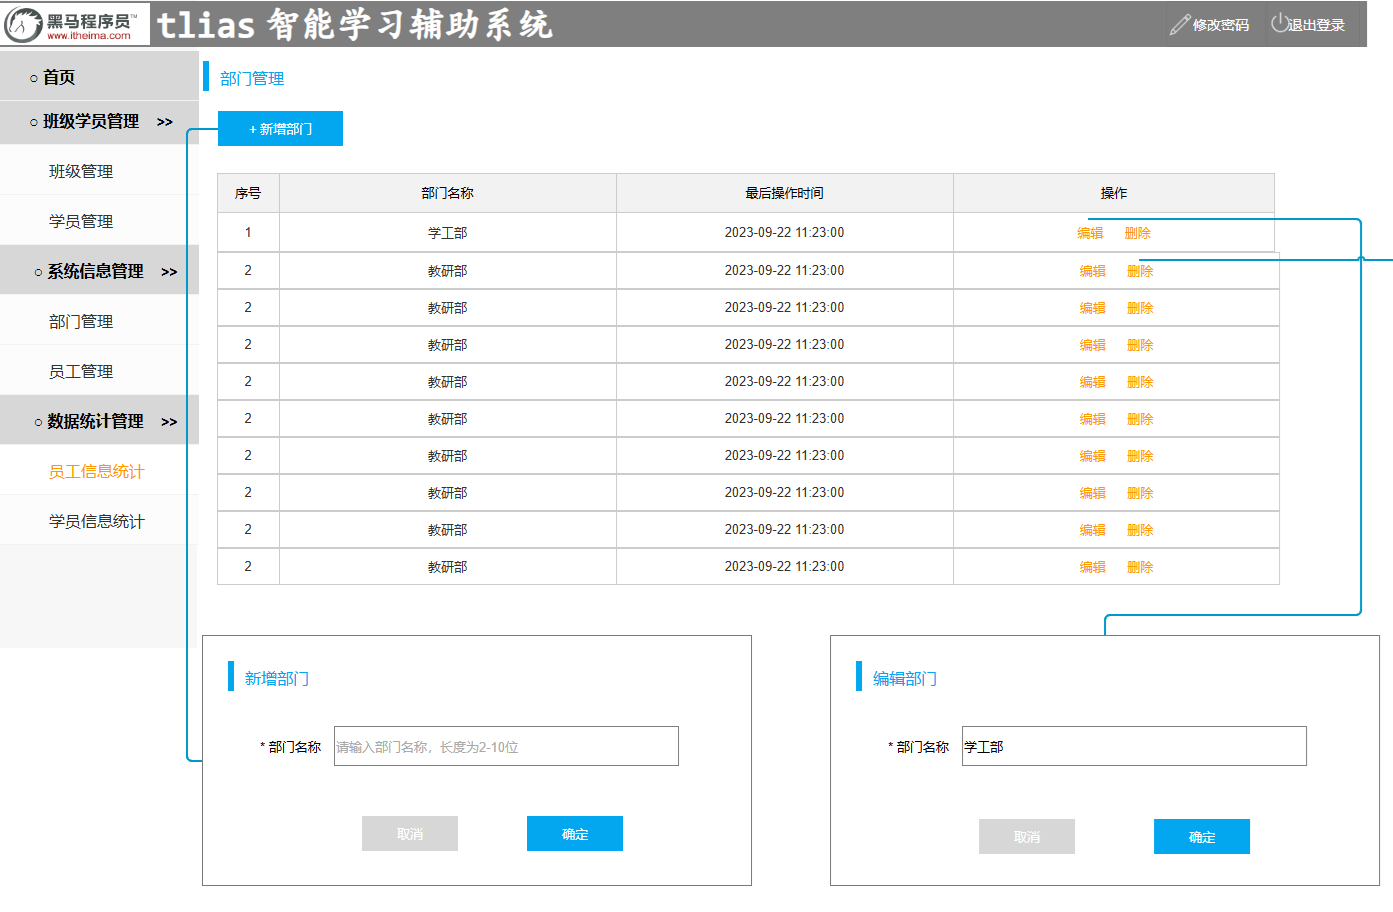 黑马程序员™
www.itheima.com
tlias 智能学习辅助系统
修改密码 退出登录
○ 首页
○ 班级学员管理 >>
班级管理
学员管理
○ 系统信息管理 >>
部门管理
员工管理
○ 数据统计管理 >>
员工信息统计
学员信息统计
部门管理
+ 新增部门
序号 部门名称 最后操作时间 操作
1 学工部 2023-09-22 11:23:00 编辑 删除
2 教研部 2023-09-22 11:23:00 编辑 删除
2 教研部 2023-09-22 11:23:00 编辑 删除
2 教研部 2023-09-22 11:23:00 编辑 删除
2 教研部 2023-09-22 11:23:00 编辑 删除
2 教研部 2023-09-22 11:23:00 编辑 删除
2 教研部 2023-09-22 11:23:00 编辑 删除
2 教研部 2023-09-22 11:23:00 编辑 删除
2 教研部 2023-09-22 11:23:00 编辑 删除
2 教研部 2023-09-22 11:23:00 编辑 删除
新增部门
* 部门名称 请输入部门名称，长度为2-10位
取消 确定
编辑部门
* 部门名称 学工部
取消 确定